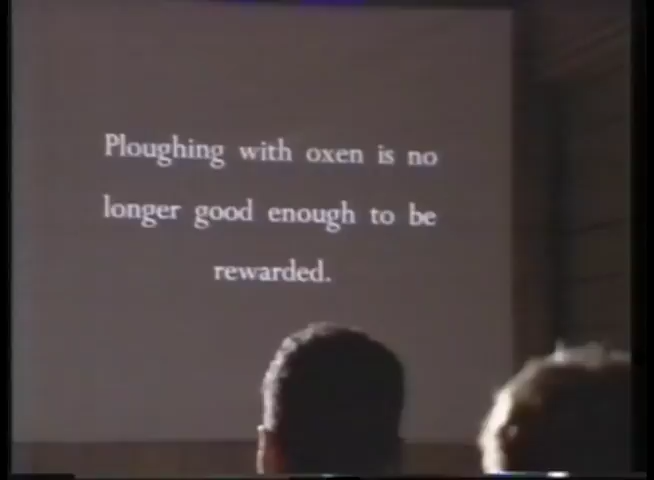 Ploughing with oxen is no
longer good enough to be
rewarded.